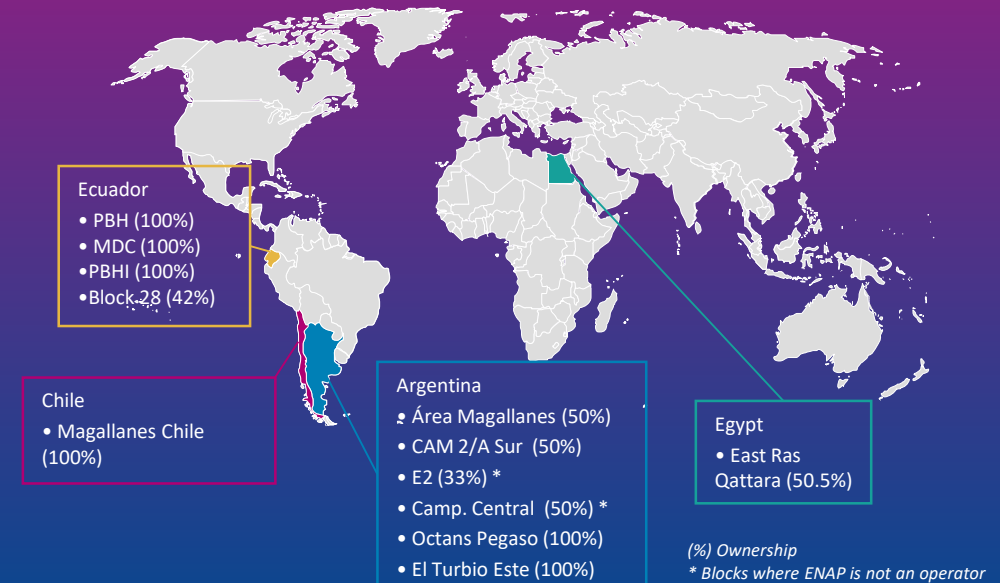 Ecuador
• PBH (100%)
• MDC (100%)
•PBHI (100%)
•Block 28 (42%)
Chile
• Magallanes Chile
(100%)
Argentina
• Área Magallanes (50%)
• CAM 2/A Sur (50%)
• E2 (33%) *
• Camp. Central (50%) *
• Octans Pegaso (100%)
• El Turbio Este (100%)
Egypt
• East Ras
Qattara (50.5%)
(%) Ownership
* Blocks where ENAP is not an operator